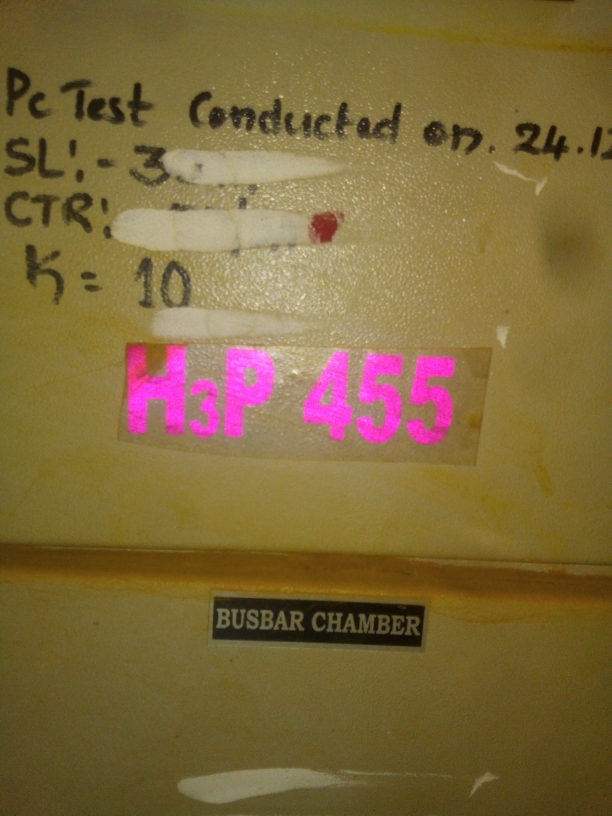 Pc Test Conducted on. 24.12
SL!-3
CTR!
K = 10
H3P 455
BUSBAR CHAMBER